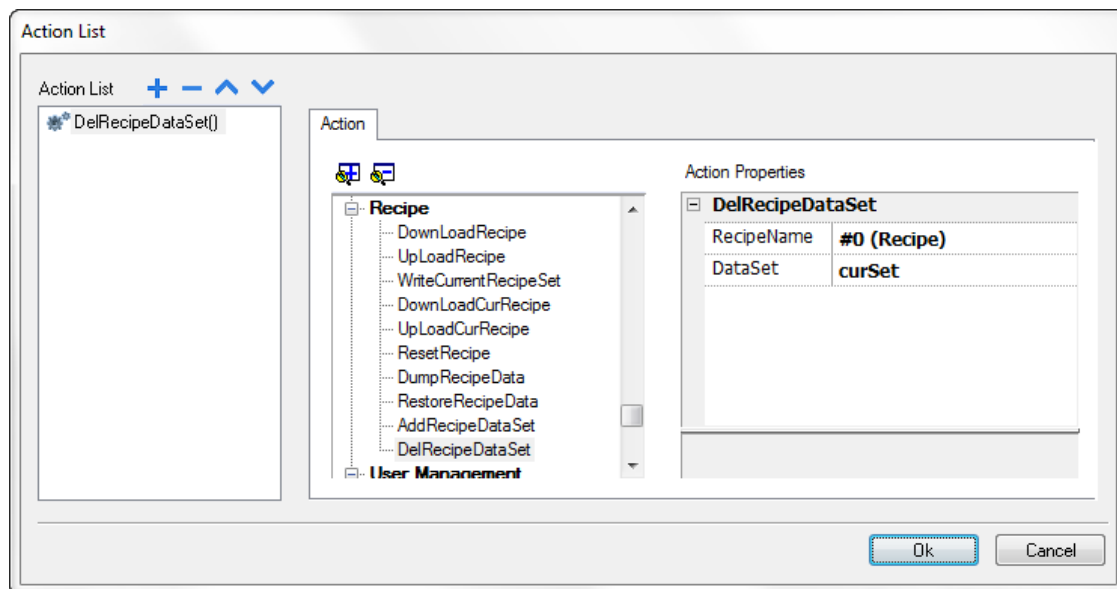 Action List
Action List
DelRecipeDataSet()
Action
Recipe
DownLoadRecipe
UpLoadRecipe
WriteCurrentRecipeSet
DownLoadCurRecipe
UpLoadCurRecipe
ResetRecipe
DumpRecipeData
RestoreRecipeData
AddRecipeDataSet
DelRecipeDataSet
User Management
Action Properties
DelRecipeDataSet
RecipeName #0 (Recipe)
DataSet curSet
Ok Cancel